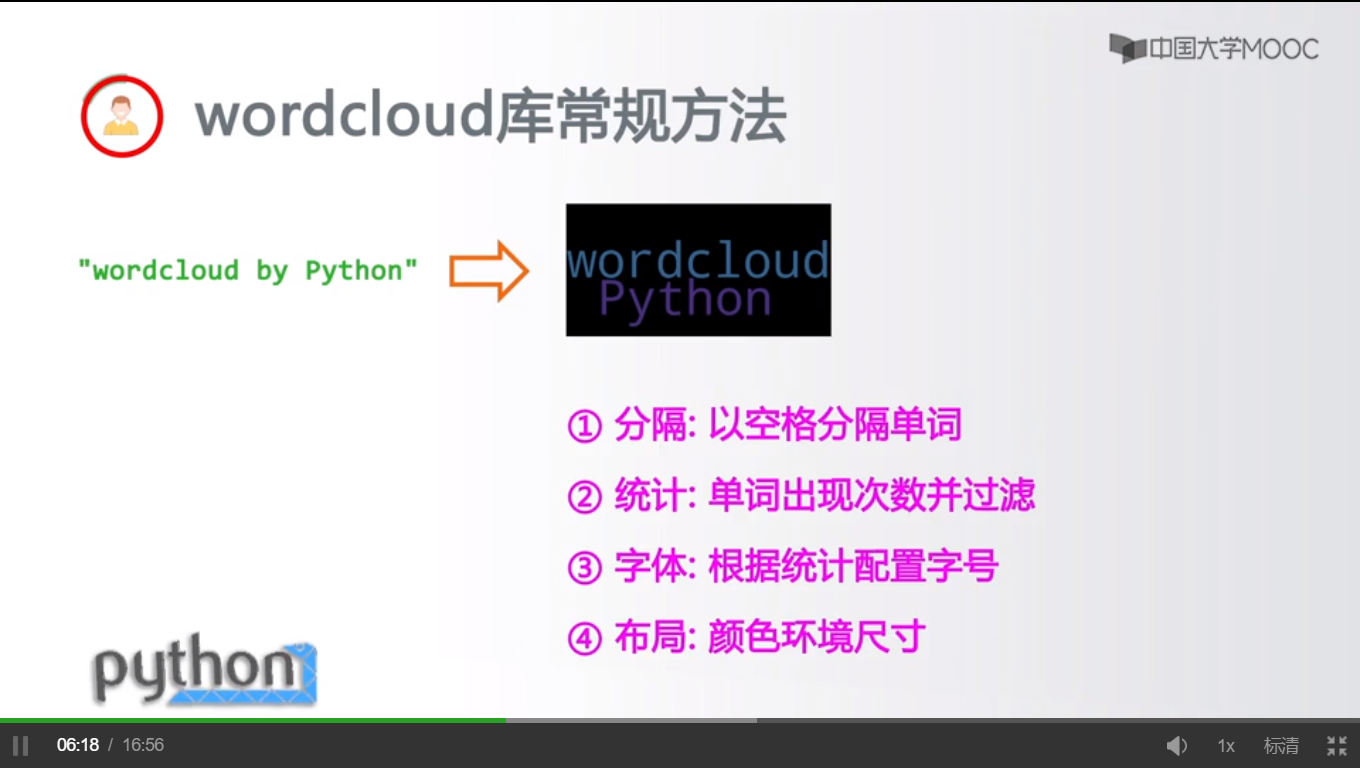 中国大学MOOC
wordcloud库常规方法
"wordcloud by Python"
wordcloud
Python
① 分隔: 以空格分隔单词
② 统计: 单词出现次数并过滤
③ 字体: 根据统计配置字号
④ 布局: 颜色环境尺寸
python
06:18 / 16:56
1x
标清